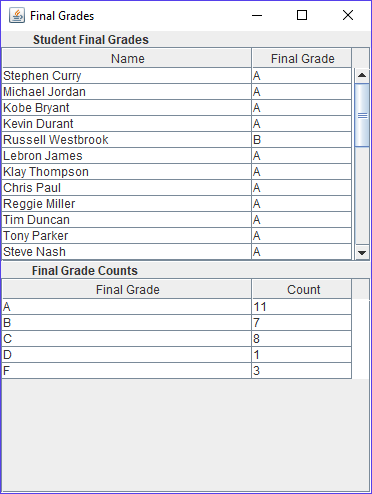 Final Grades
Student Final Grades
Name Final Grade
Stephen Curry A
Michael Jordan A
Kobe Bryant A
Kevin Durant A
Russell Westbrook B
Lebron James A
Klay Thompson A
Chris Paul A
Reggie Miller A
Tim Duncan A
Tony Parker A
Steve Nash A
Final Grade Counts
Final Grade Count
A 11
B 7
C 8
D 1
F 3